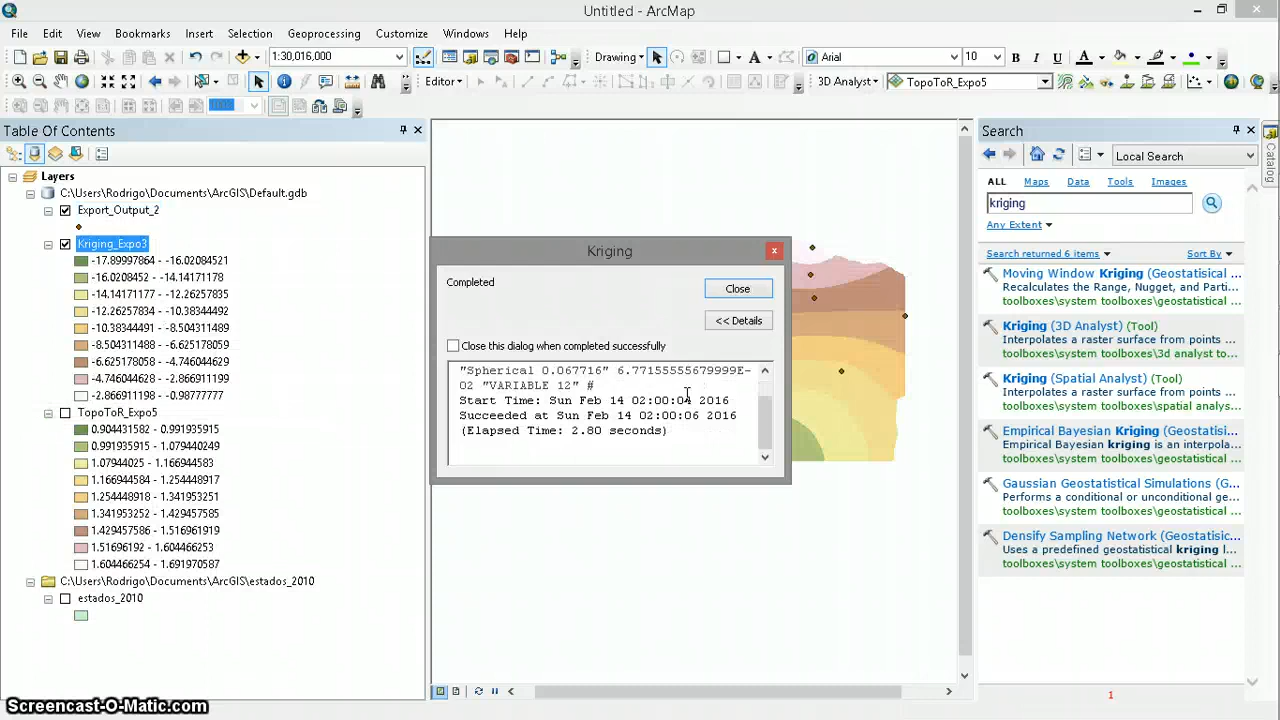 Untitled - ArcMap
File Edit View Bookmarks Insert Selection Geoprocessing Customize Windows Help
1:30,016,000 Drawing Arial 10 B I U A
Editor 3D Analyst TopoToR_Expo5
Table Of Contents
Layers
C:\Users\Rodrigo\Documents\ArcGIS\Default.gdb
Export_Output_2
Kriging_Expo3
-17.89997864 - -16.02084521
-16.0208452 - -14.14171178
-14.14171177 - -12.26257835
-12.26257834 - -10.38344492
-10.38344491 - -8.504311489
-8.504311488 - -6.625178059
-6.625178058 - -4.746044629
-4.746044628 - -2.866911199
-2.866911198 - -0.98777777
TopoToR_Expo5
0.904431582 - 0.991935915
0.991935915 - 1.079440249
1.07944025 - 1.166944583
1.166944584 - 1.254448917
1.254448918 - 1.341953251
1.341953252 - 1.429457585
1.429457586 - 1.516961919
1.51696192 - 1.604466253
1.604466254 - 1.691970587
C:\Users\Rodrigo\Documents\ArcGIS\estados_2010
estados_2010
Kriging
Completed
Close
<< Details
Close this dialog when completed successfully
"Spherical 0.067716" 6.77155555679999E-
02 "VARIABLE 12" #
Start Time: Sun Feb 14 02:00:04 2016
Succeeded at Sun Feb 14 02:00:06 2016
(Elapsed Time: 2.80 seconds)
Search
Local Search
ALL Maps Data Tools Images
kriging
Any Extent
Search returned 6 items Sort By
Moving Window Kriging (Geostatistical ...
Recalculates the Range, Nugget, and Parti...
toolboxes\system toolboxes\geostatistical ...
Kriging (3D Analyst) (Tool)
Interpolates a raster surface from points ...
toolboxes\system toolboxes\3d analyst to...
Kriging (Spatial Analyst) (Tool)
Interpolates a raster surface from points ...
toolboxes\system toolboxes\spatial analyst...
Empirical Bayesian Kriging (Geostatist...
Empirical Bayesian kriging is an interpola...
toolboxes\system toolboxes\geostatistical ...
Gaussian Geostatistical Simulations (G...
Performs a conditional or unconditional ge...
toolboxes\system toolboxes\geostatistical ...
Densify Sampling Network (Geostatistic...
Uses a predefined geostatistical kriging l...
toolboxes\system toolboxes\geostatistical ...
1
Catalog
Screencast-O-Matic.com